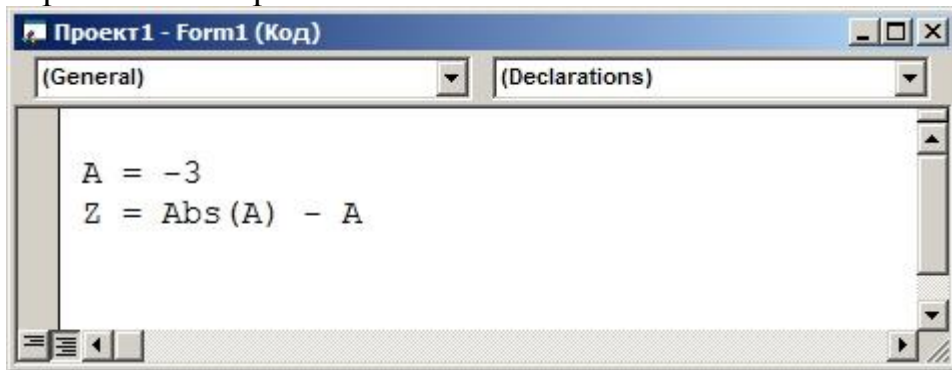 Проект1 - Form1 (Код)
(General) (Declarations)
A = -3
Z = Abs(A) - A